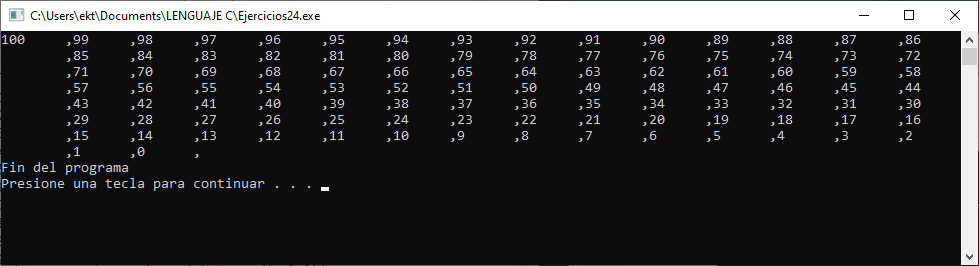 C:\Users\ekt\Documents\LENGUAJE C\Ejercicios24.exe
100 ,99 ,98 ,97 ,96 ,95 ,94 ,93 ,92 ,91 ,90 ,89 ,88 ,87 ,86
,85 ,84 ,83 ,82 ,81 ,80 ,79 ,78 ,77 ,76 ,75 ,74 ,73 ,72
,71 ,70 ,69 ,68 ,67 ,66 ,65 ,64 ,63 ,62 ,61 ,60 ,59 ,58
,57 ,56 ,55 ,54 ,53 ,52 ,51 ,50 ,49 ,48 ,47 ,46 ,45 ,44
,43 ,42 ,41 ,40 ,39 ,38 ,37 ,36 ,35 ,34 ,33 ,32 ,31 ,30
,29 ,28 ,27 ,26 ,25 ,24 ,23 ,22 ,21 ,20 ,19 ,18 ,17 ,16
,15 ,14 ,13 ,12 ,11 ,10 ,9 ,8 ,7 ,6 ,5 ,4 ,3 ,2
,1 ,0 ,
Fin del programa
Presione una tecla para continuar . . .